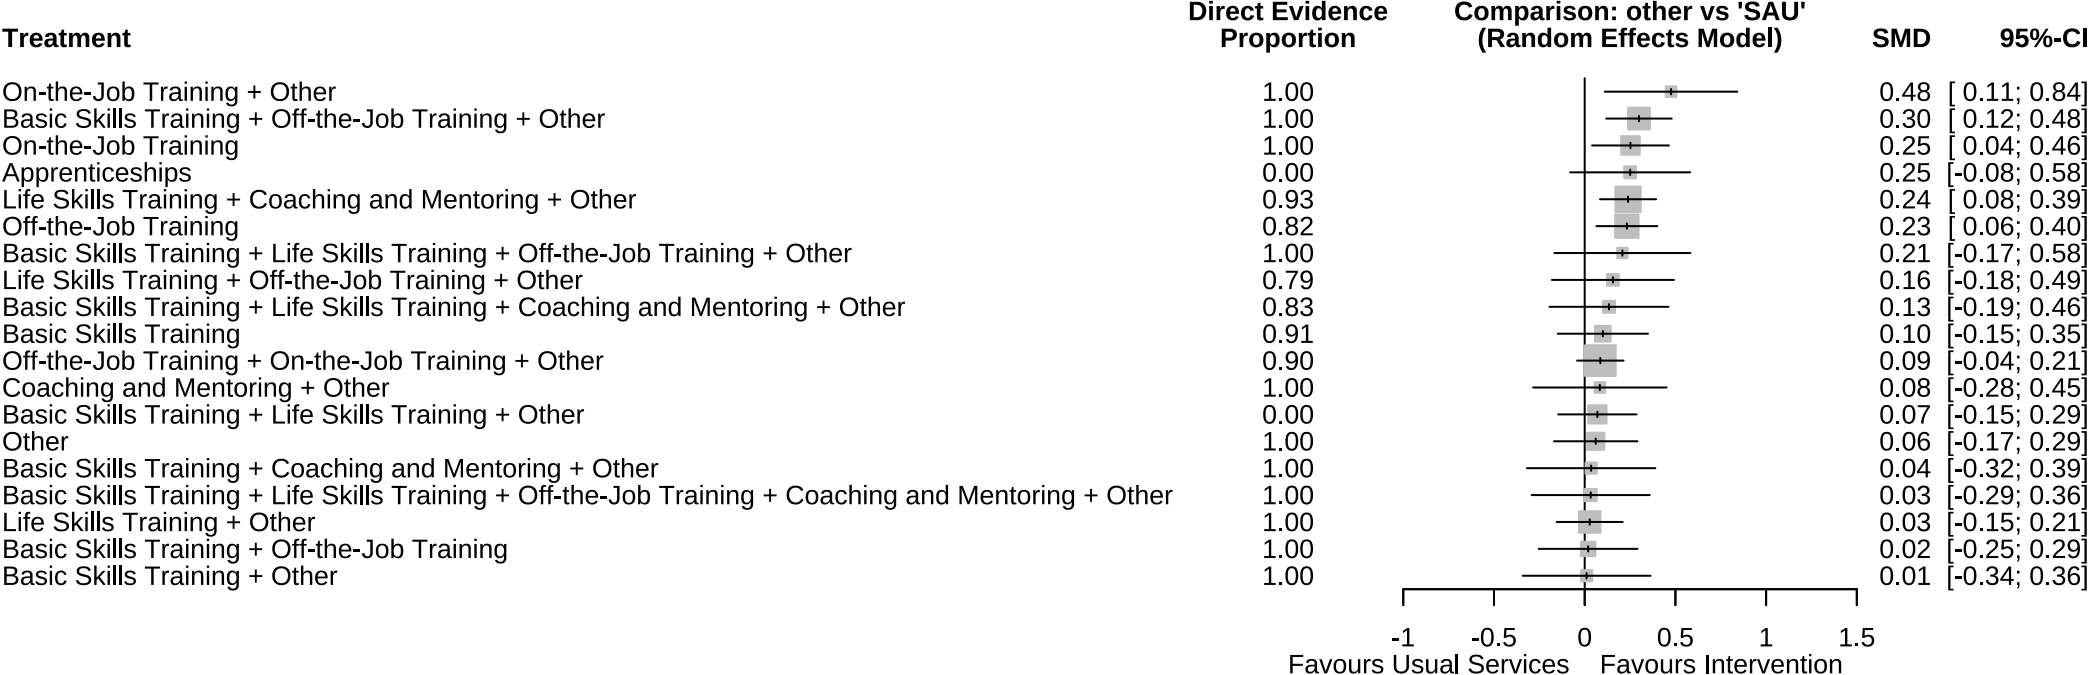 Direct Evidence Comparison: other vs 'SAU'
Treatment Proportion (Random Effects Model) SMD 95%-CI
On-the-Job Training + Other 1.00 0.48 [ 0.11; 0.84]
Basic Skills Training + Off-the-Job Training + Other 1.00 0.30 [ 0.12; 0.48]
On-the-Job Training 1.00 0.25 [ 0.04; 0.46]
Apprenticeships 0.00 0.25 [-0.08; 0.58]
Life Skills Training + Coaching and Mentoring + Other 0.93 0.24 [ 0.08; 0.39]
Off-the-Job Training 0.82 0.23 [ 0.06; 0.40]
Basic Skills Training + Life Skills Training + Off-the-Job Training + Other 1.00 0.21 [-0.17; 0.58]
Life Skills Training + Off-the-Job Training + Other 0.79 0.16 [-0.18; 0.49]
Basic Skills Training + Life Skills Training + Coaching and Mentoring + Other 0.83 0.13 [-0.19; 0.46]
Basic Skills Training 0.91 0.10 [-0.15; 0.35]
Off-the-Job Training + On-the-Job Training + Other 0.90 0.09 [-0.04; 0.21]
Coaching and Mentoring + Other 1.00 0.08 [-0.28; 0.45]
Basic Skills Training + Life Skills Training + Other 0.00 0.07 [-0.15; 0.29]
Other 1.00 0.06 [-0.17; 0.29]
Basic Skills Training + Coaching and Mentoring + Other 1.00 0.04 [-0.32; 0.39]
Basic Skills Training + Life Skills Training + Off-the-Job Training + Coaching and Mentoring + Other 1.00 0.03 [-0.29; 0.36]
Life Skills Training + Other 1.00 0.03 [-0.15; 0.21]
Basic Skills Training + Off-the-Job Training 1.00 0.02 [-0.25; 0.29]
Basic Skills Training + Other 1.00 0.01 [-0.34; 0.36]
-1 -0.5 0 0.5 1 1.5
Favours Usual Services Favours Intervention